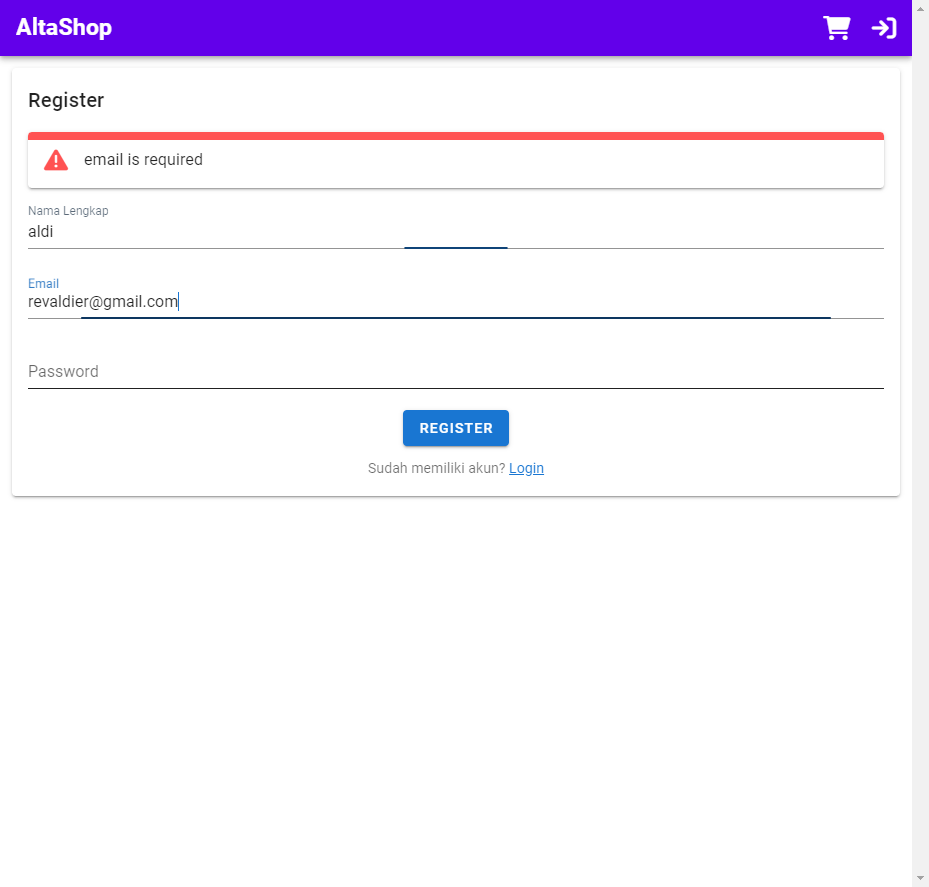 AltaShop
Register
email is required
Nama Lengkap
aldi
Email
revaldier@gmail.com
Password
REGISTER
Sudah memiliki akun? Login